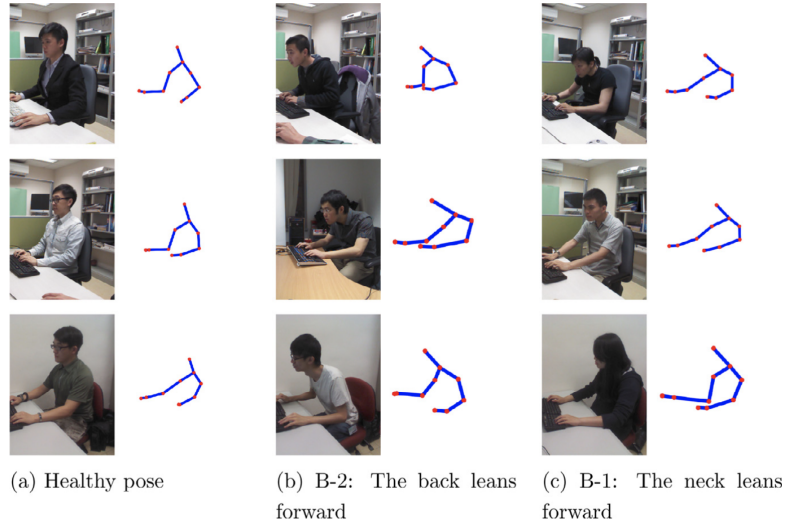 (a) Healthy pose
(b) B-2: The back leans
forward
(c) B-1: The neck leans
forward